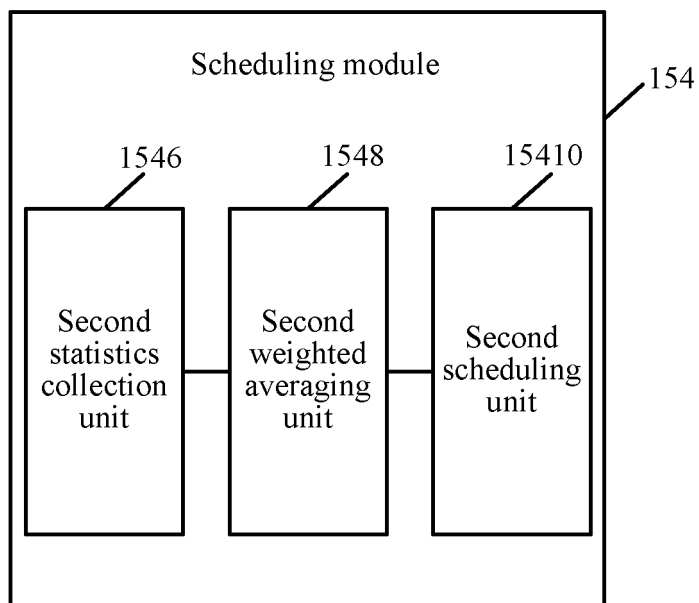 Scheduling module
154
1546
1548
15410
Second
statistics
collection
unit
Second
weighted
averaging
unit
Second
scheduling
unit